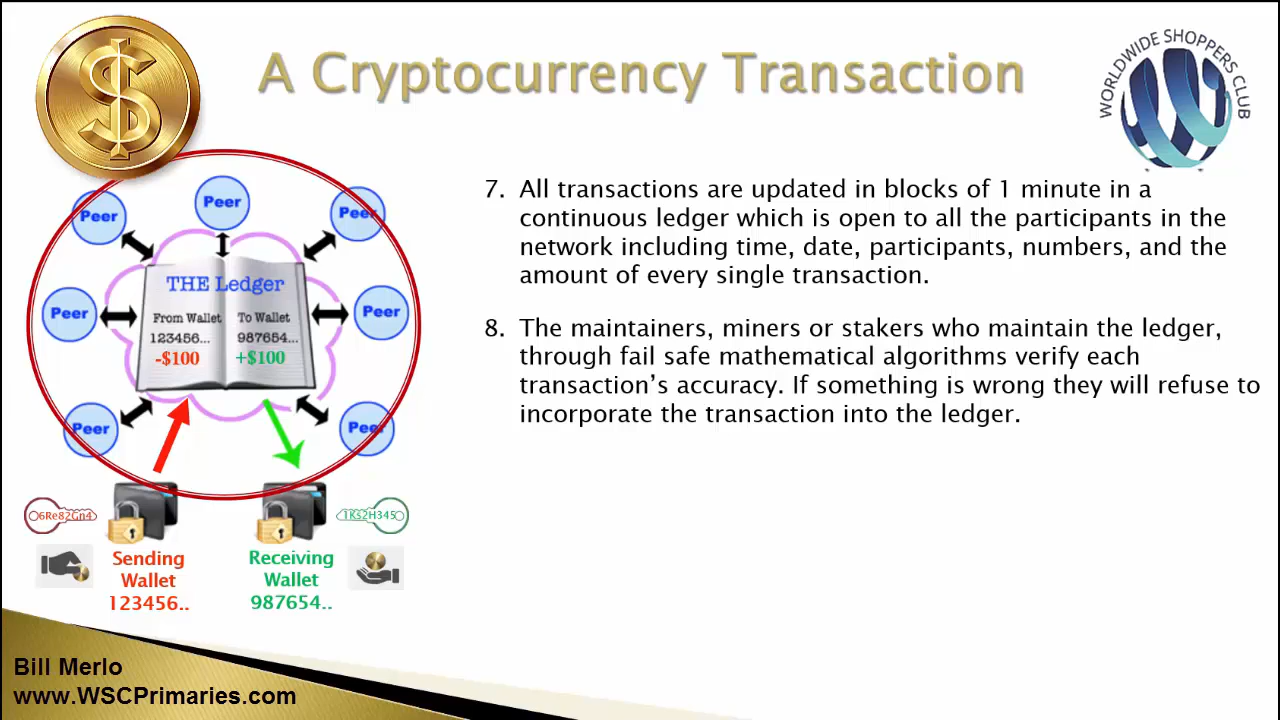 A Cryptocurrency Transaction
WORLDWIDE SHOPPERS CLUB
7. All transactions are updated in blocks of 1 minute in a
continuous ledger which is open to all the participants in the
network including time, date, participants, numbers, and the
amount of every single transaction.
8. The maintainers, miners or stakers who maintain the ledger,
through fail safe mathematical algorithms verify each
transaction's accuracy. If something is wrong they will refuse to
incorporate the transaction into the ledger.
Peer
Peer
Peer
THE Ledger
Peer
Peer
From Wallet
To Wallet
123456...
987654...
-$100
+$100
Peer
Peer
6Re82Gn4
1Ks2H345
Sending
Wallet
123456..
Receiving
Wallet
987654..
Bill Merlo
www.WSCPrimaries.com